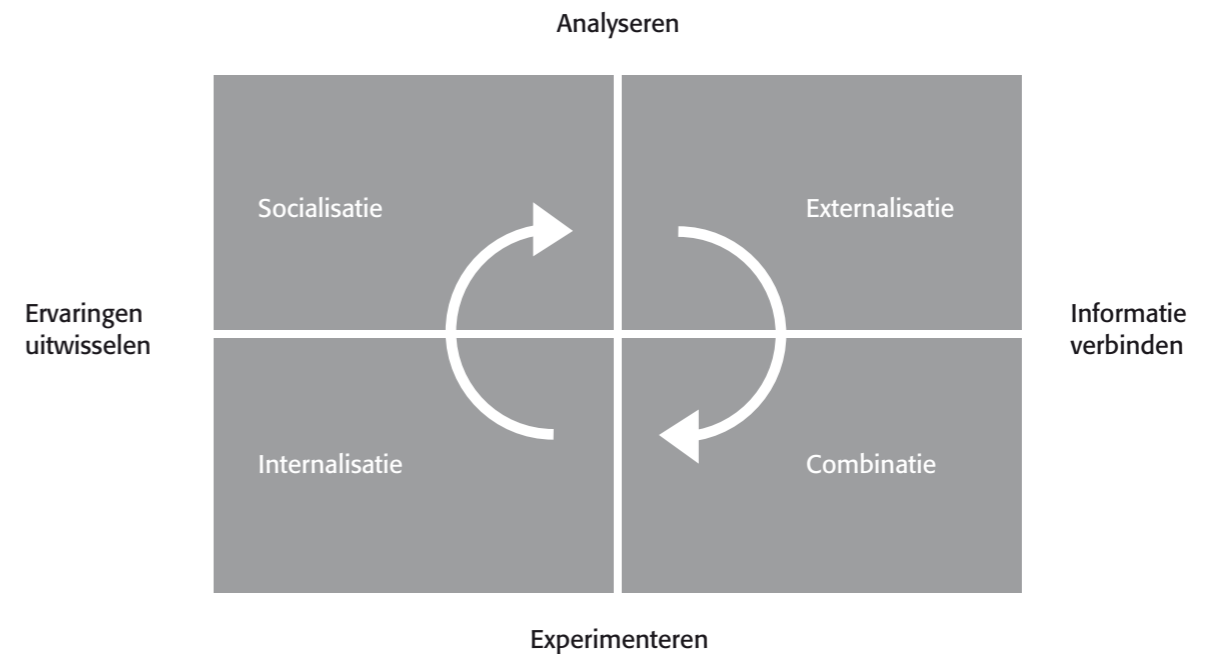 Analyseren
Socialisatie
Externalisatie
Ervaringen
uitwisselen
Informatie
verbinden
Internalisatie
Combinatie
Experimenteren